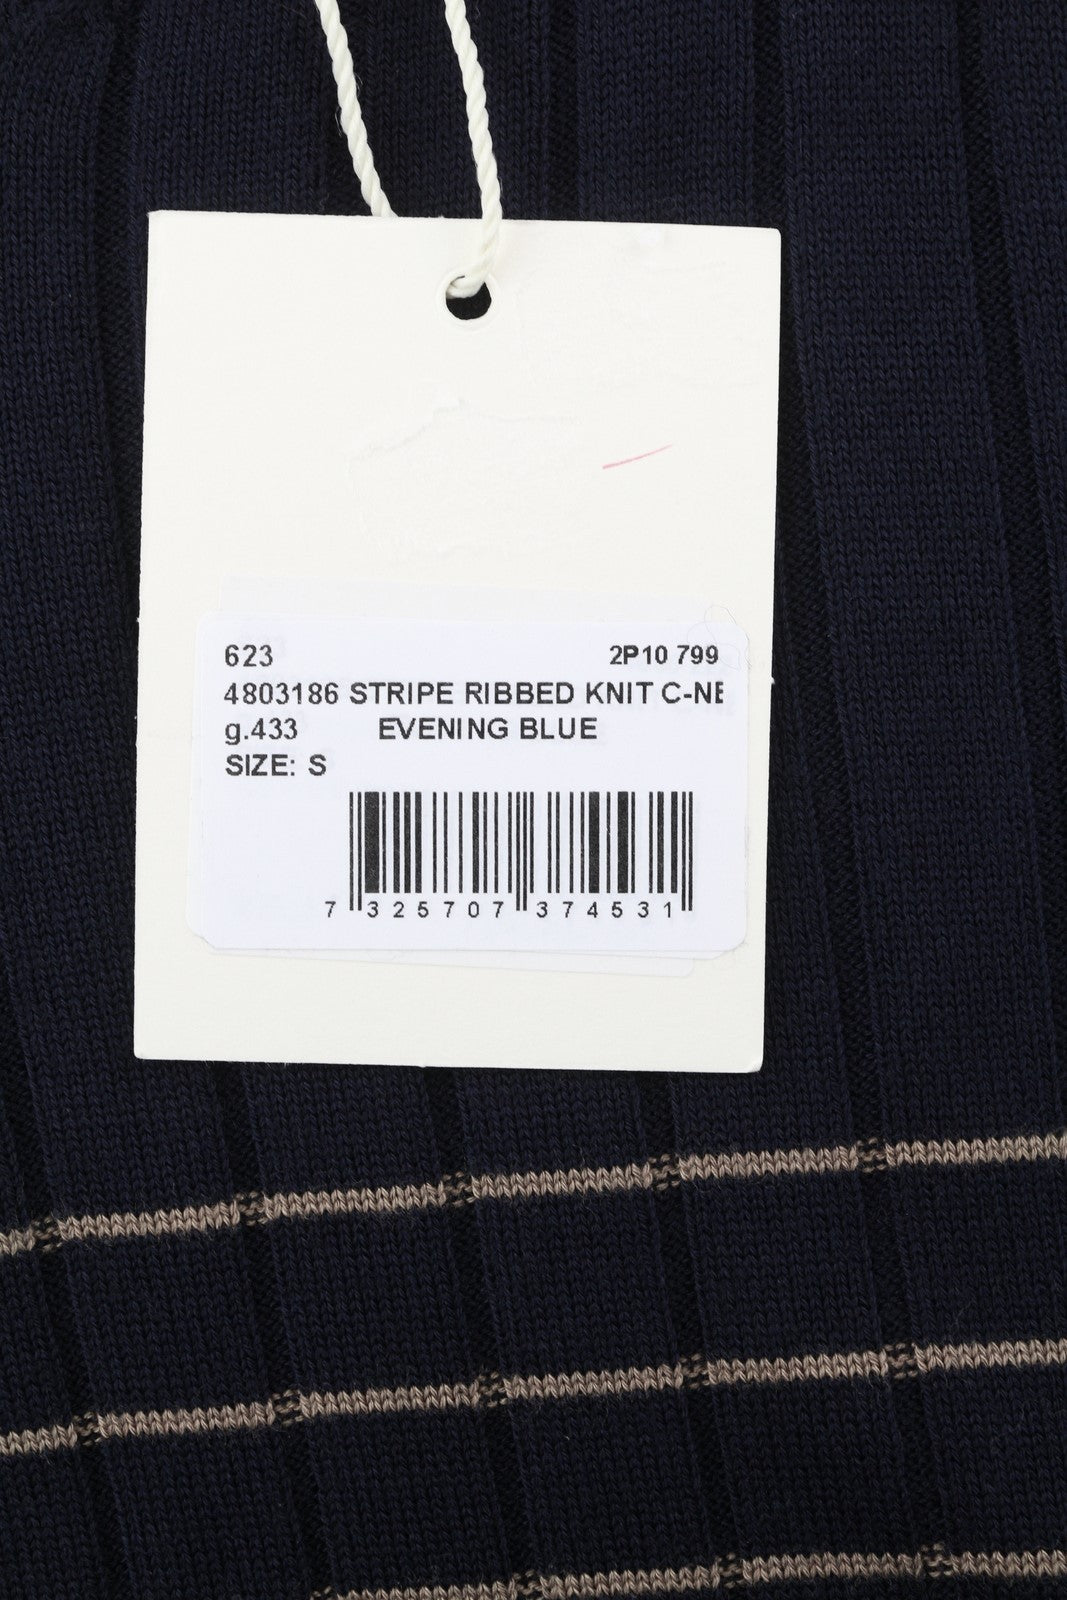 623 2P10 799
4803186 STRIPE RIBBED KNIT C-NE
g.433 EVENING BLUE
SIZE: S
7 325707 374531